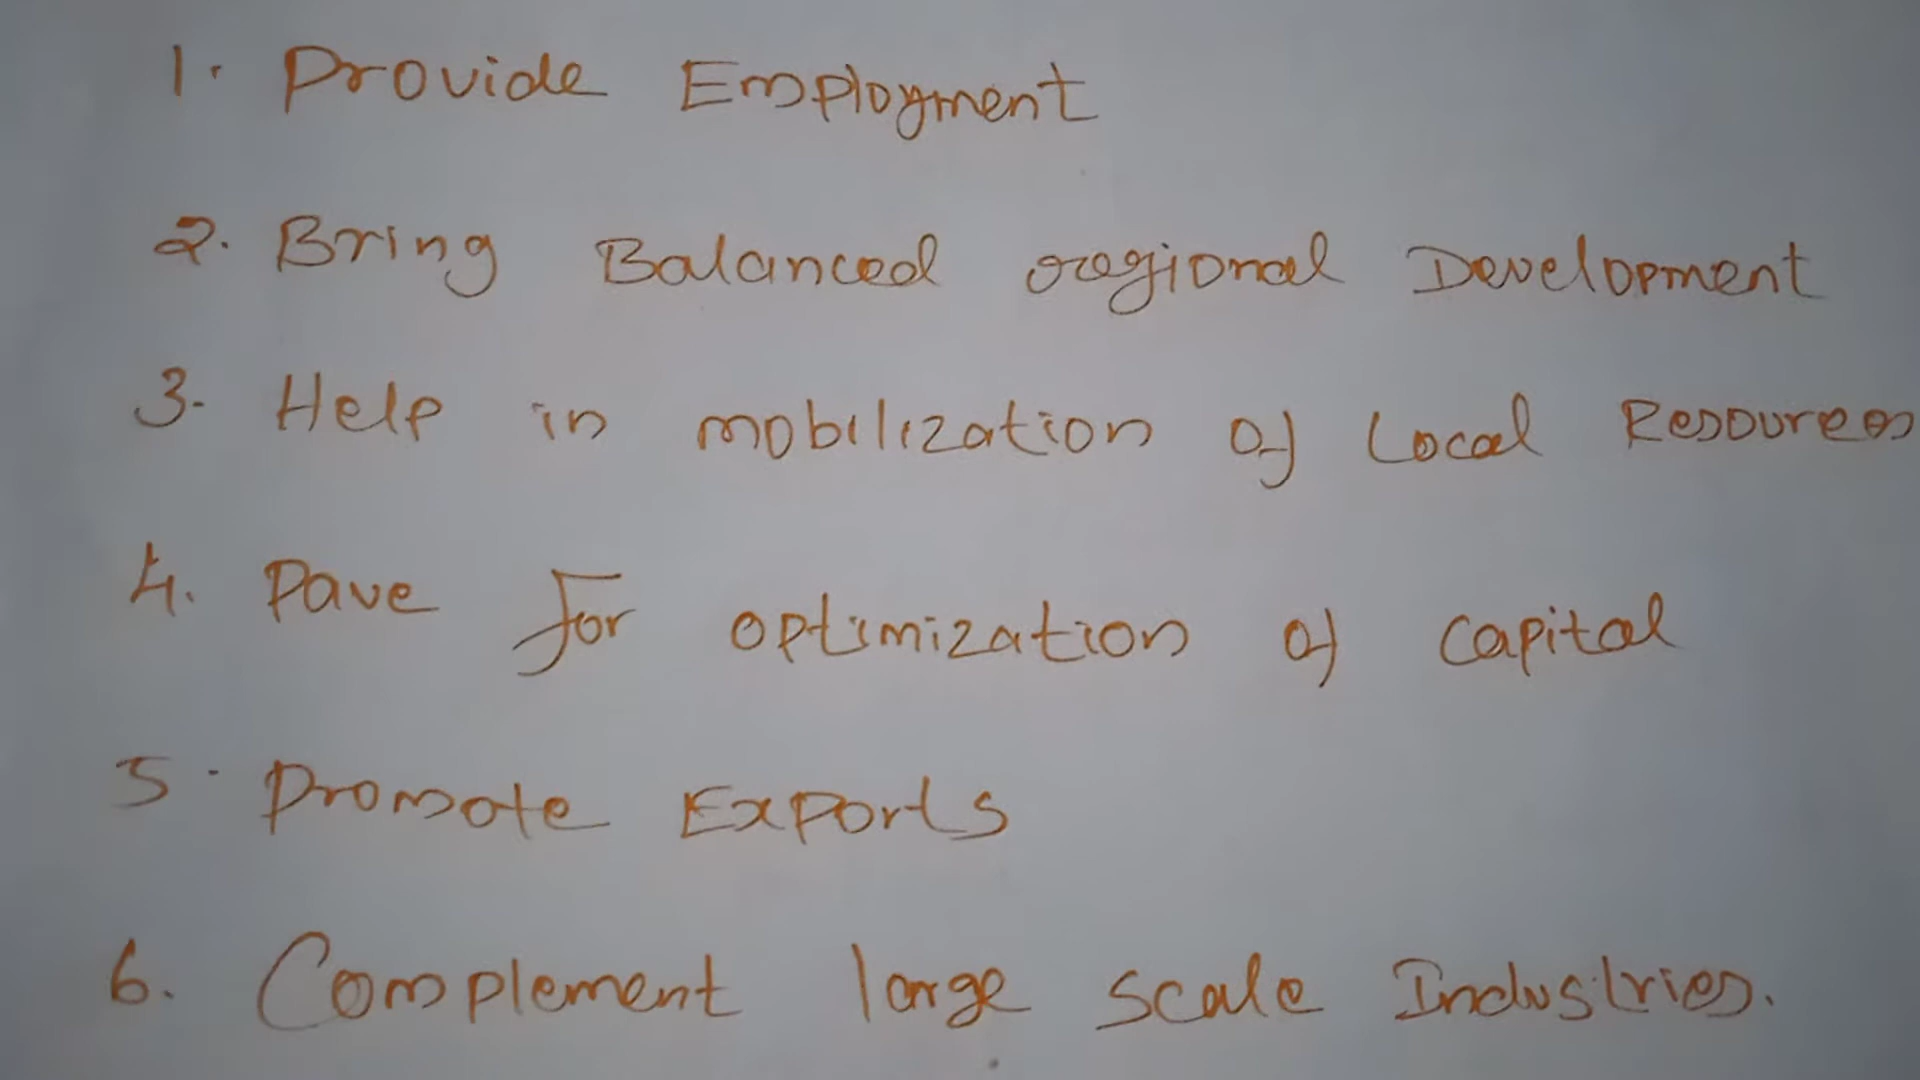 1. Provide Employment
2. Bring Balanced regional Development
3. Help in mobilization of Local Resources
4. Pave for optimization of capital
5. Promote Exports
6. Complement large scale Industries.